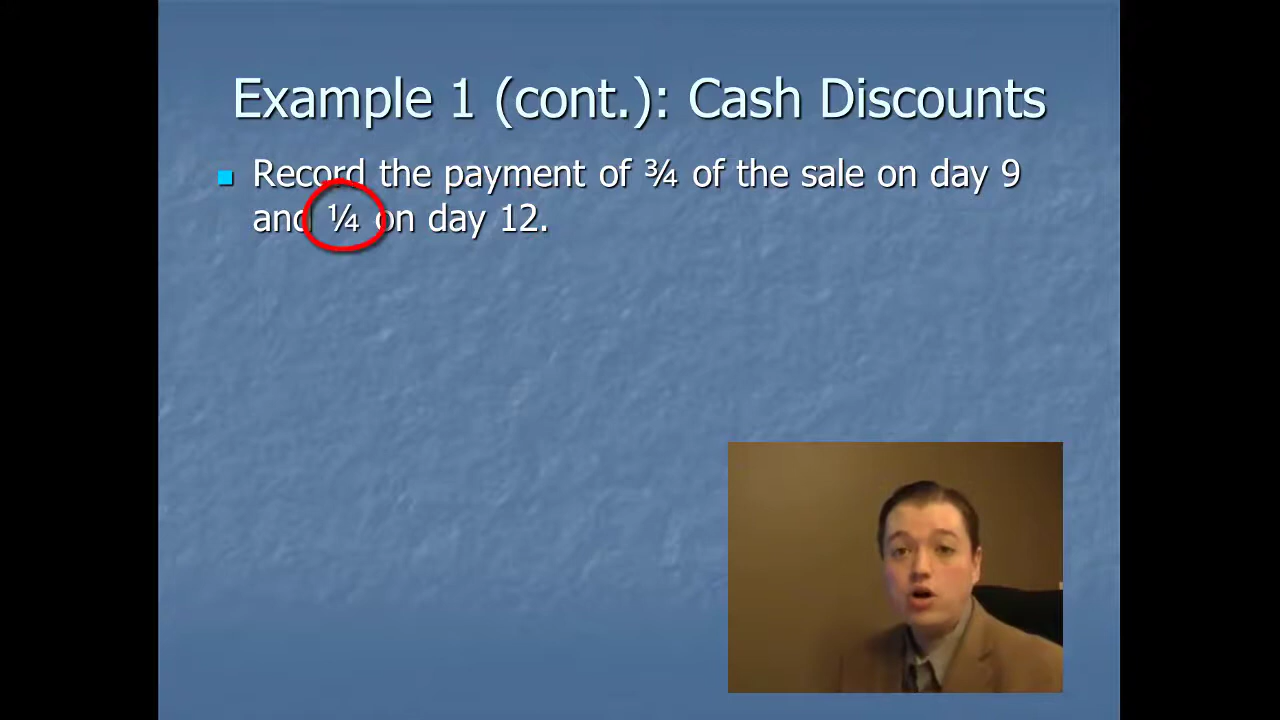 Example 1 (cont.): Cash Discounts
Record the payment of ¾ of the sale on day 9
and ¼ on day 12.